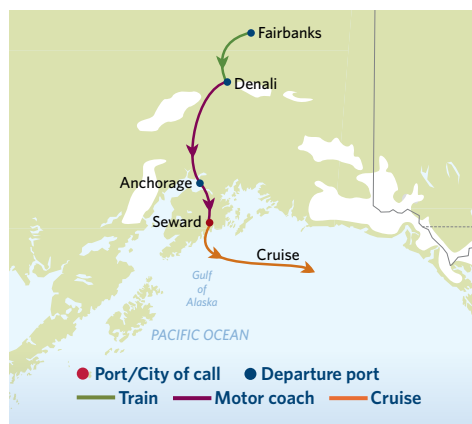 Fairbanks
Denali
Anchorage
Seward
Cruise
Gulf
of
Alaska
PACIFIC OCEAN
Port/City of call Departure port
Train Motor coach Cruise